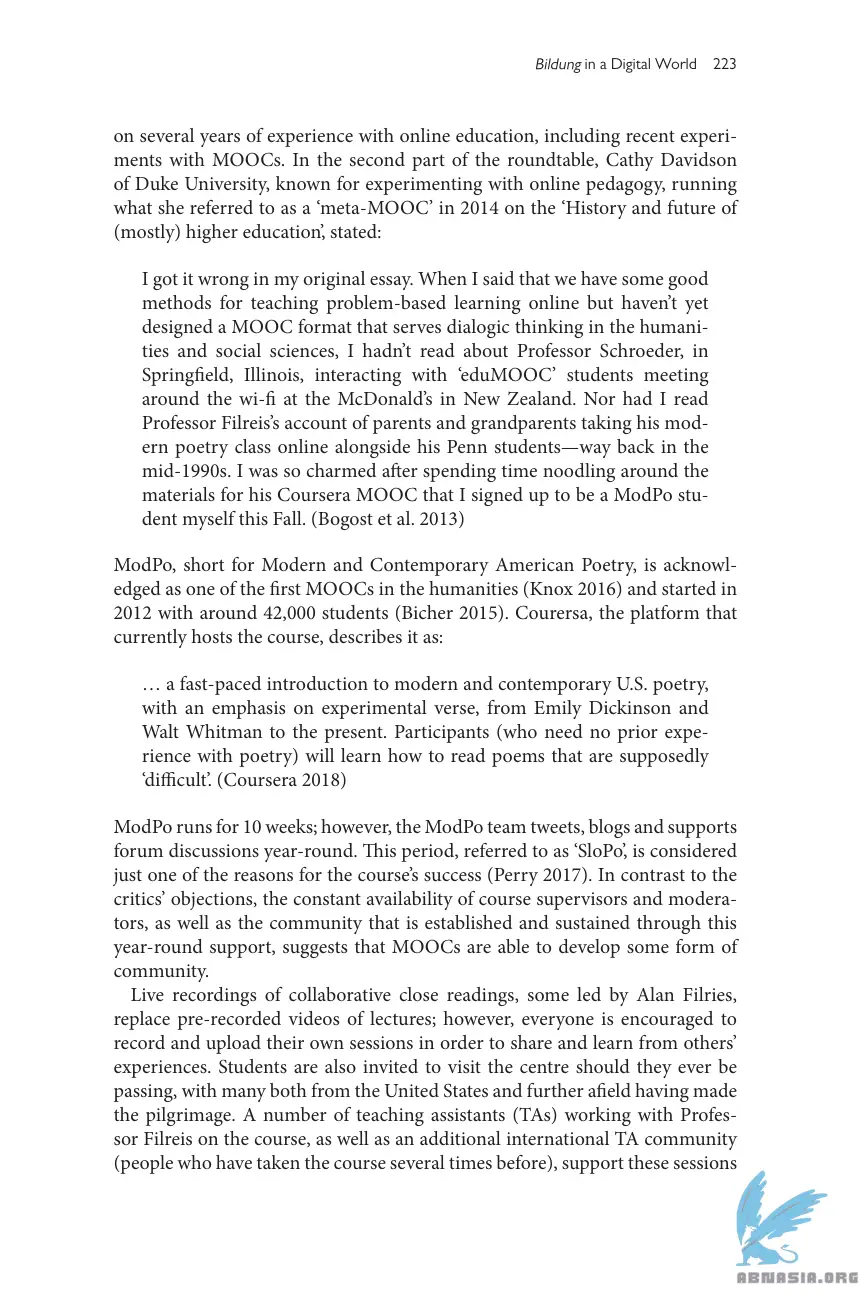 Bildung in a Digital World 223
on several years of experience with online education, including recent experi-
ments with MOOCs. In the second part of the roundtable, Cathy Davidson
of Duke University, known for experimenting with online pedagogy, running
what she referred to as a ‘meta-MOOC’ in 2014 on the ‘History and future of
(mostly) higher education’, stated:
I got it wrong in my original essay. When I said that we have some good
methods for teaching problem-based learning online but haven’t yet
designed a MOOC format that serves dialogic thinking in the humani-
ties and social sciences, I hadn’t read about Professor Schroeder, in
Springfield, Illinois, interacting with ‘eduMOOC’ students meeting
around the wi-fi at the McDonald’s in New Zealand. Nor had I read
Professor Filreis’s account of parents and grandparents taking his mod-
ern poetry class online alongside his Penn students—way back in the
mid-1990s. I was so charmed after spending time noodling around the
materials for his Coursera MOOC that I signed up to be a ModPo stu-
dent myself this Fall. (Bogost et al. 2013)
ModPo, short for Modern and Contemporary American Poetry, is acknowl-
edged as one of the first MOOCs in the humanities (Knox 2016) and started in
2012 with around 42,000 students (Bicher 2015). Courersa, the platform that
currently hosts the course, describes it as:
… a fast-paced introduction to modern and contemporary U.S. poetry,
with an emphasis on experimental verse, from Emily Dickinson and
Walt Whitman to the present. Participants (who need no prior expe-
rience with poetry) will learn how to read poems that are supposedly
‘difficult’. (Coursera 2018)
ModPo runs for 10 weeks; however, the ModPo team tweets, blogs and supports
forum discussions year-round. This period, referred to as ‘SloPo’, is considered
just one of the reasons for the course’s success (Perry 2017). In contrast to the
critics’ objections, the constant availability of course supervisors and modera-
tors, as well as the community that is established and sustained through this
year-round support, suggests that MOOCs are able to develop some form of
community.
Live recordings of collaborative close readings, some led by Alan Filries,
replace pre-recorded videos of lectures; however, everyone is encouraged to
record and upload their own sessions in order to share and learn from others’
experiences. Students are also invited to visit the centre should they ever be
passing, with many both from the United States and further afield having made
the pilgrimage. A number of teaching assistants (TAs) working with Profes-
sor Filreis on the course, as well as an additional international TA community
(people who have taken the course several times before), support these sessions
ABNASIA.ORG